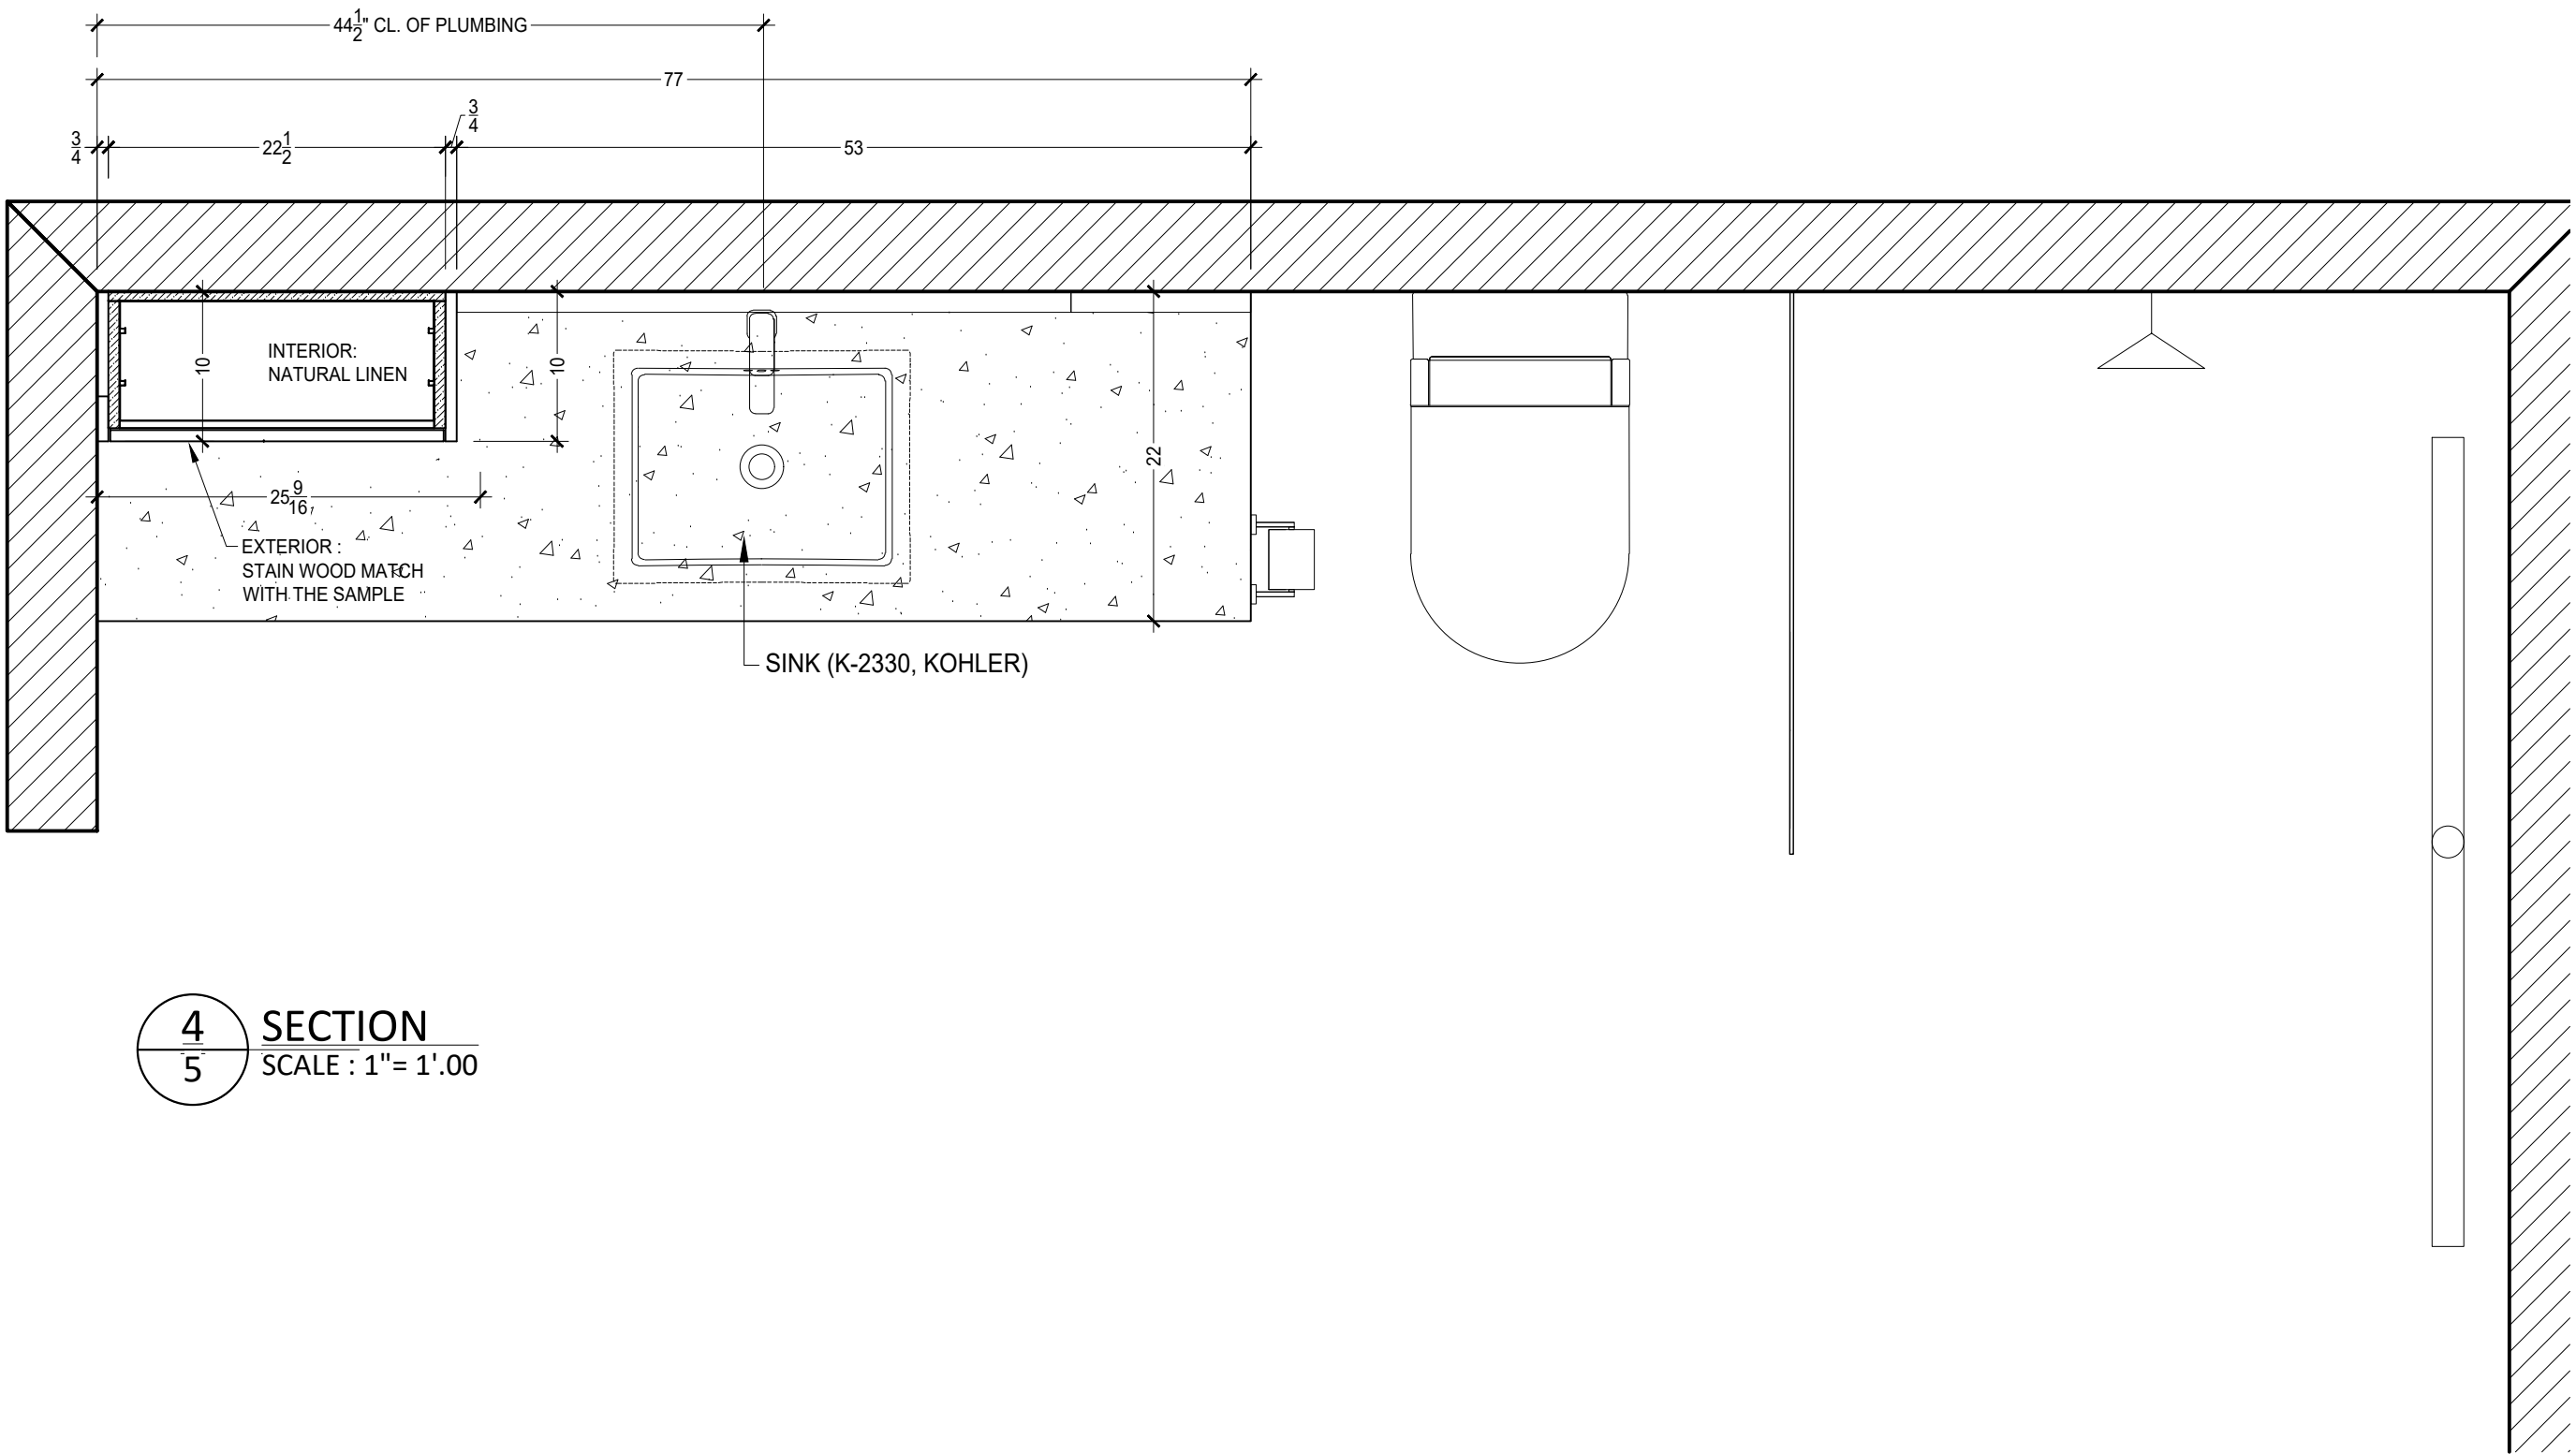 44 1/2" CL. OF PLUMBING
77
3/4
3/4 22 1/2 53
INTERIOR:
NATURAL LINEN
10
10
22
25 9/16
EXTERIOR :
STAIN WOOD MATCH
WITH THE SAMPLE
SINK (K-2330, KOHLER)
4
5
SECTION
SCALE : 1"= 1'.00